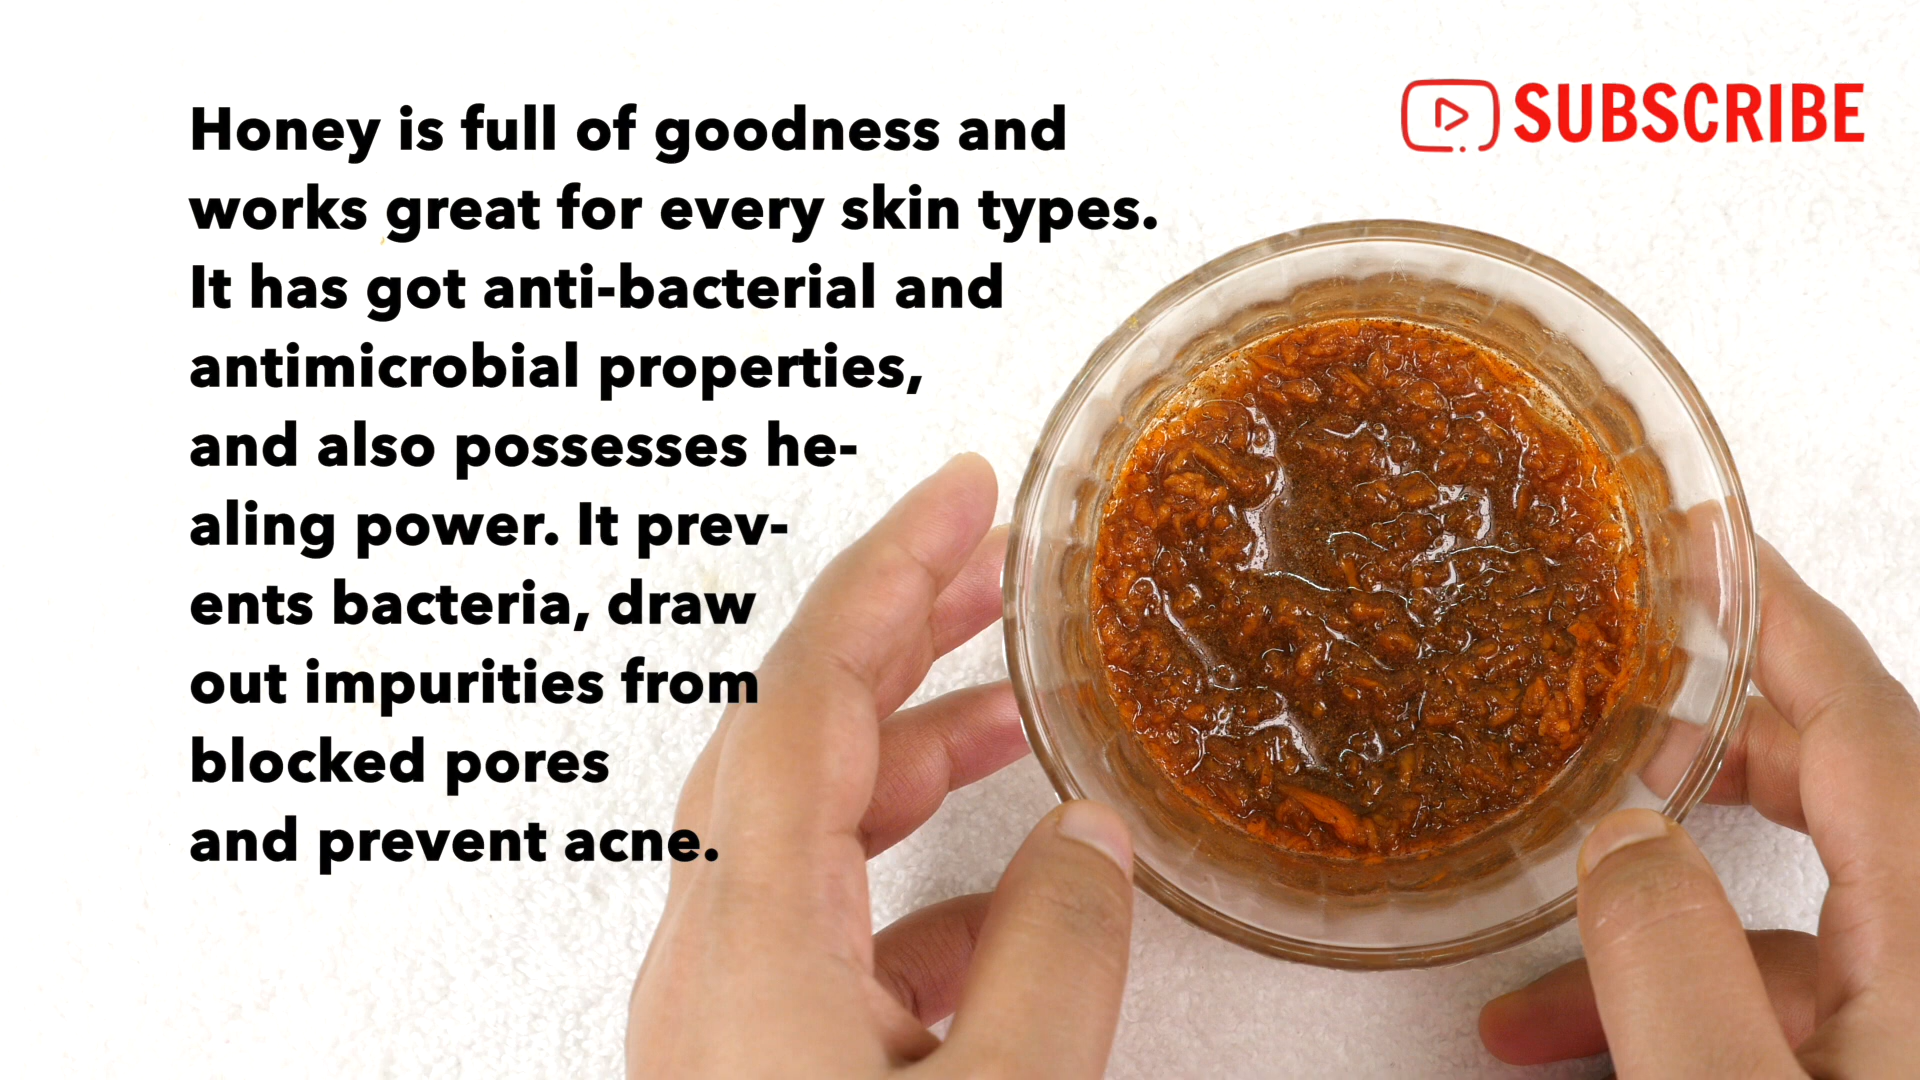 Honey is full of goodness and
works great for every skin types.
It has got anti-bacterial and
antimicrobial properties,
and also possesses he-
aling power. It prev-
ents bacteria, draw
out impurities from
blocked pores
and prevent acne.
SUBSCRIBE